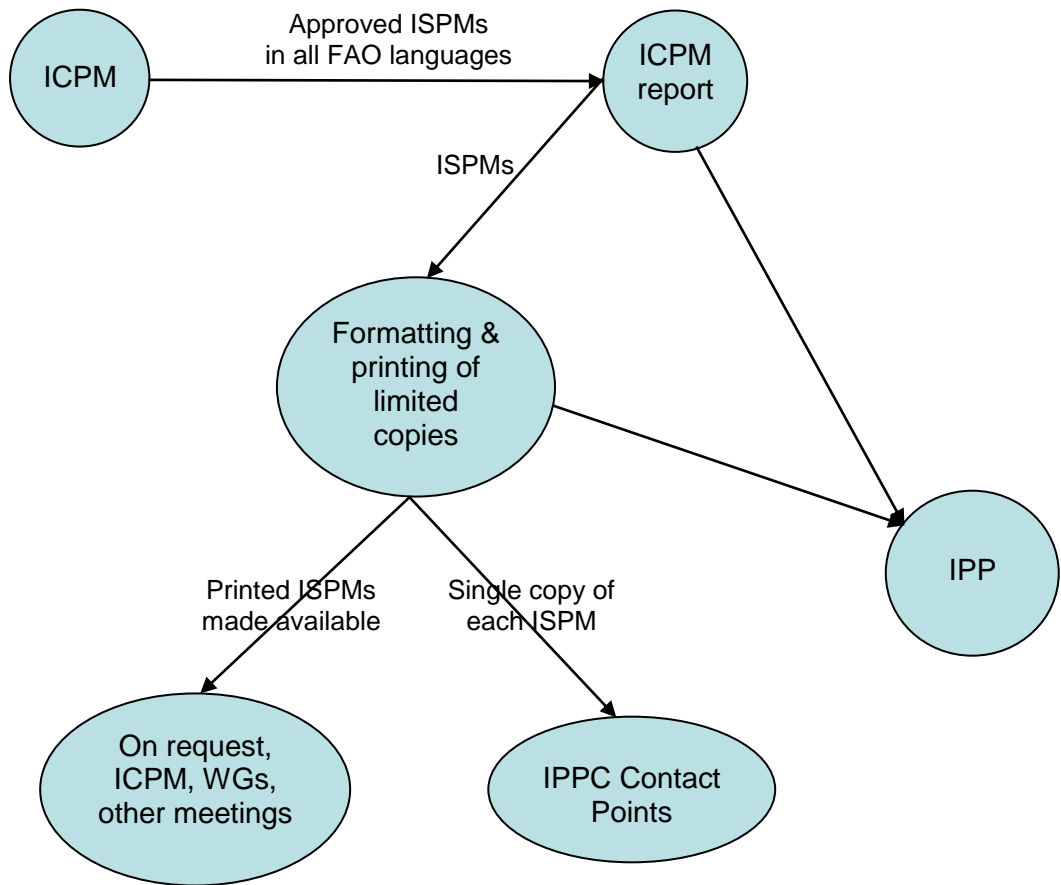 Approved ISPMs
in all FAO languages
ICPM
ICPM
report
ISPMs
Formatting &
printing of
limited
copies
IPP
Printed ISPMs
made available
Single copy of
each ISPM
On request,
ICPM, WGs,
other meetings
IPPC Contact
Points